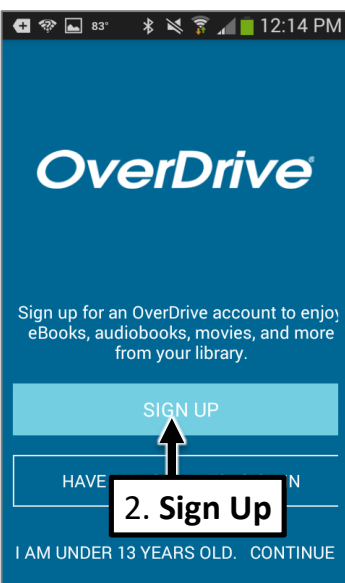 83° 12:14 PM
OverDrive®
Sign up for an OverDrive account to enjoy
eBooks, audiobooks, movies, and more
from your library.
SIGN UP
HAVE
2. Sign Up
I AM UNDER 13 YEARS OLD. CONTINUE